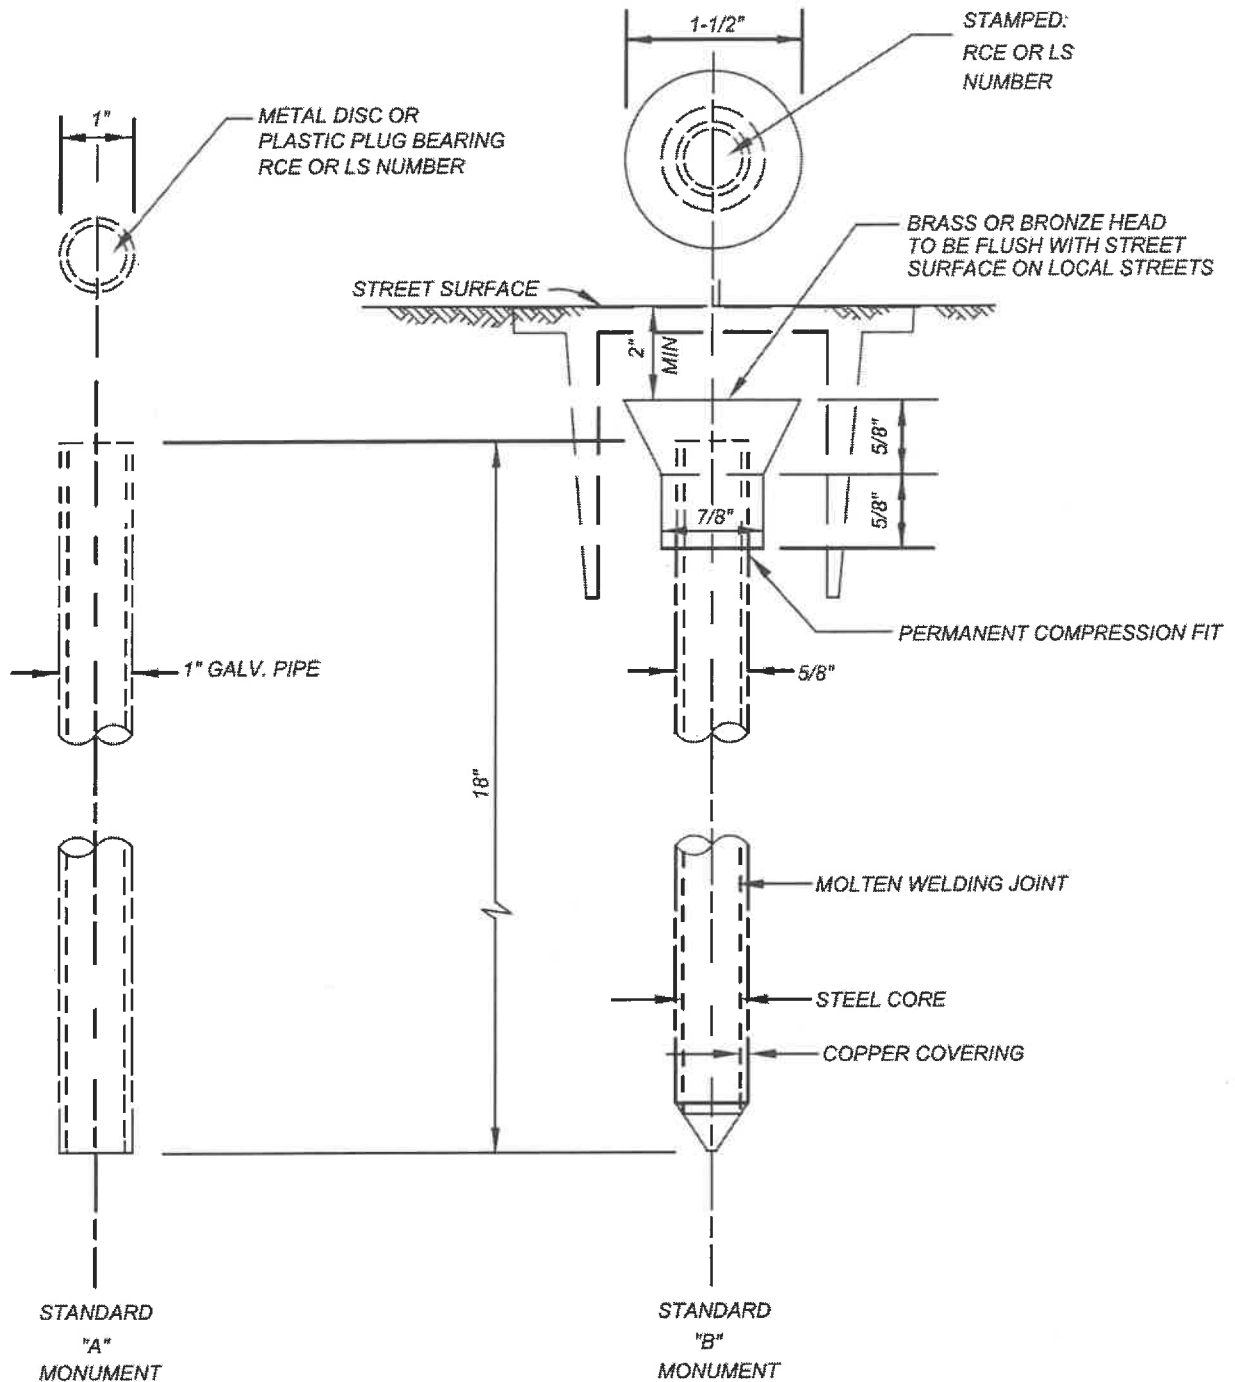 1-1/2"
STAMPED:
RCE OR LS
NUMBER
1"
METAL DISC OR
PLASTIC PLUG BEARING
RCE OR LS NUMBER
BRASS OR BRONZE HEAD
TO BE FLUSH WITH STREET
SURFACE ON LOCAL STREETS
STREET SURFACE
2"
MIN
5/8"
7/8"
5/8"
PERMANENT COMPRESSION FIT
1" GALV. PIPE
5/8"
18"
MOLTEN WELDING JOINT
STEEL CORE
COPPER COVERING
STANDARD
"A"
MONUMENT
STANDARD
"B"
MONUMENT